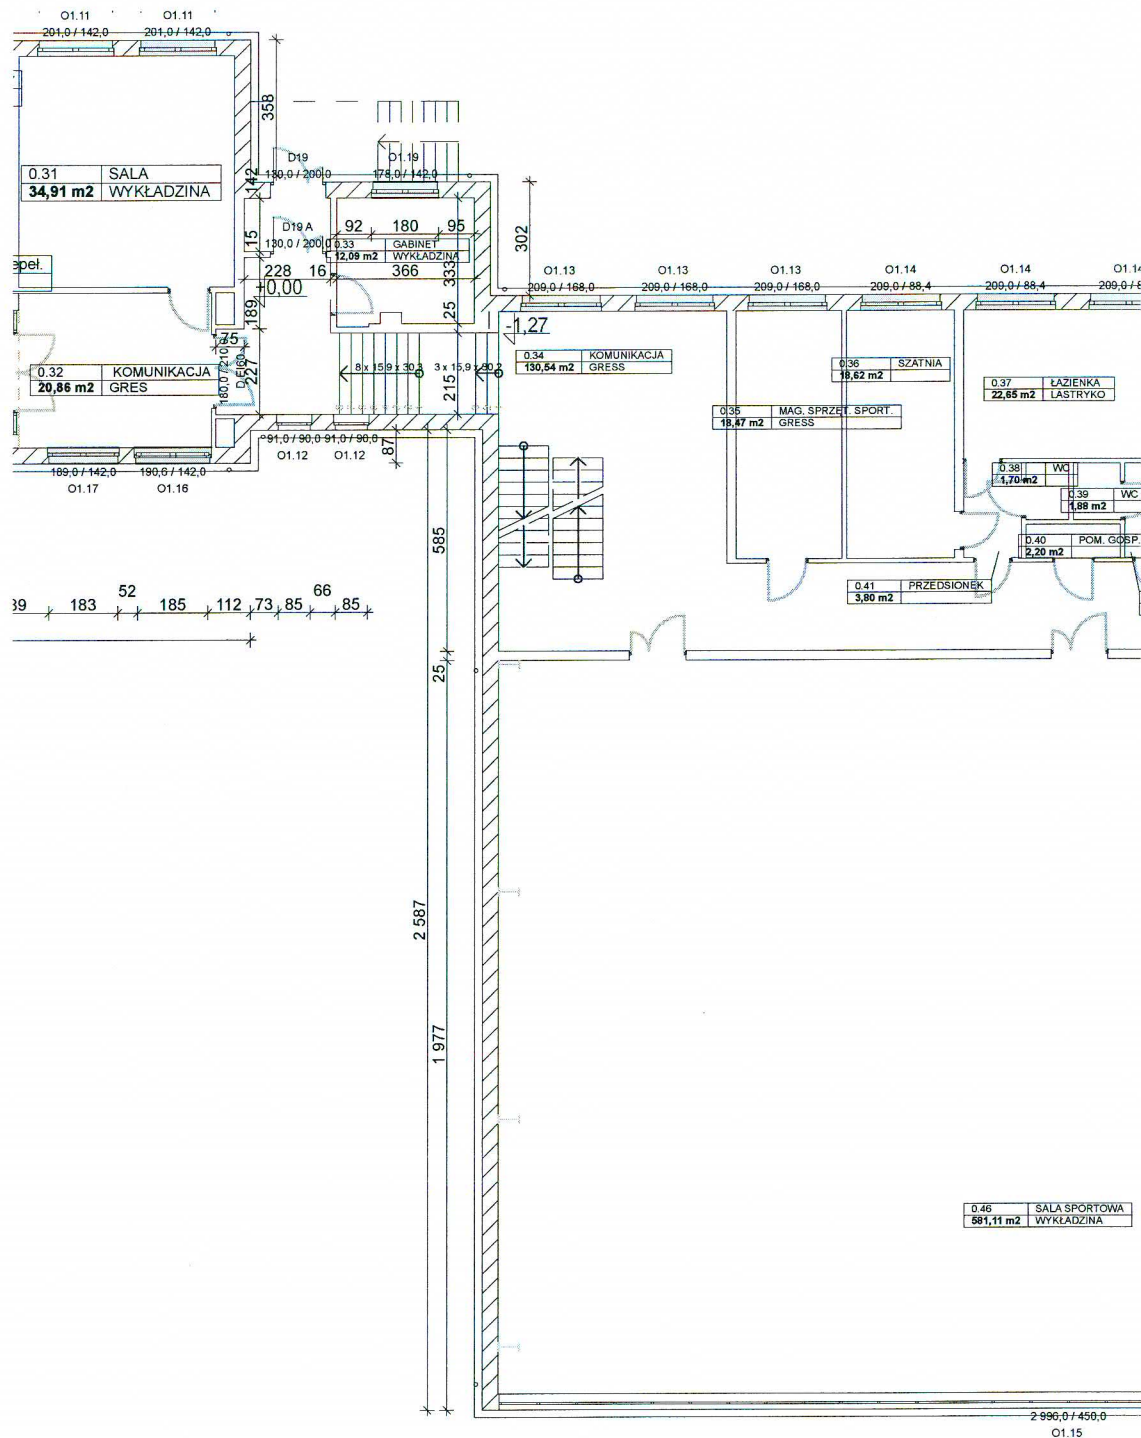 O1.11
201,0 / 142,0
O1.11
201,0 / 142,0
358
0.31 SALA
34,91 m2 WYKŁADZINA
142
D19
130,0 / 200,0
O1.19
178,0 / 142,0
D19 A
130,0 / 200,0
92
180
95
15
0.33 GABINET
12,09 m2 WYKŁADZINA
302
228
16
366
333
0,00
189
25
-1,27
O1.13
209,0 / 168,0
O1.13
209,0 / 168,0
O1.13
209,0 / 168,0
O1.14
209,0 / 88,4
O1.14
209,0 / 88,4
75
0.32 KOMUNIKACJA
20,86 m2 GRES
227
8 x 15,9 x 30,3
215
0.34 KOMUNIKACJA
130,54 m2 GRESS
0.35 MAG. SPRZĘT. SPORT.
18,47 m2 GRESS
0.36 SZATNIA
18,62 m2
0.37 ŁAZIENKA
22,65 m2 LASTRYKO
0.38 WC
1,70 m2
0.39 WC
1,88 m2
0.40 POM. GOSP.
2,20 m2
0.41 PRZEDSIONEK
3,80 m2
91,0 / 90,0
O1.12
91,0 / 90,0
O1.12
87
189,0 / 142,0
O1.17
190,6 / 142,0
O1.16
585
183
52
185
112
73
85
66
85
25
2 587
1 977
0.46 SALA SPORTOWA
581,11 m2 WYKŁADZINA
2 996,0 / 450,0
O1.15